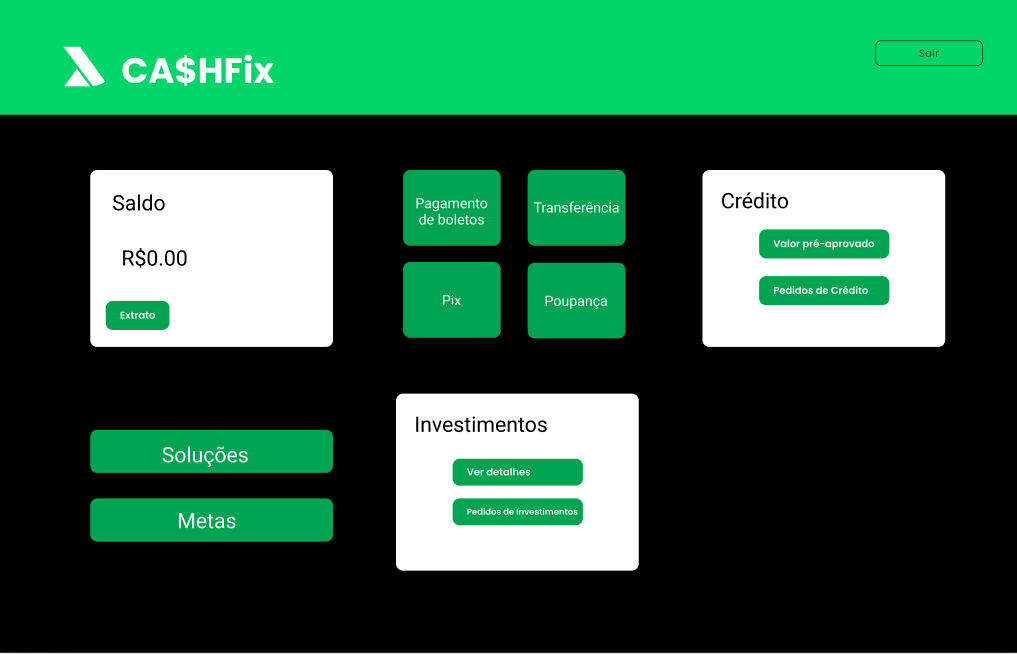 CA$HFix
Sair
Saldo
R$0.00
Extrato
Pagamento
de boletos
Transferência
Pix
Poupança
Crédito
Valor pré-aprovado
Pedidos de Crédito
Soluções
Metas
Investimentos
Ver detalhes
Pedidos de Investimentos